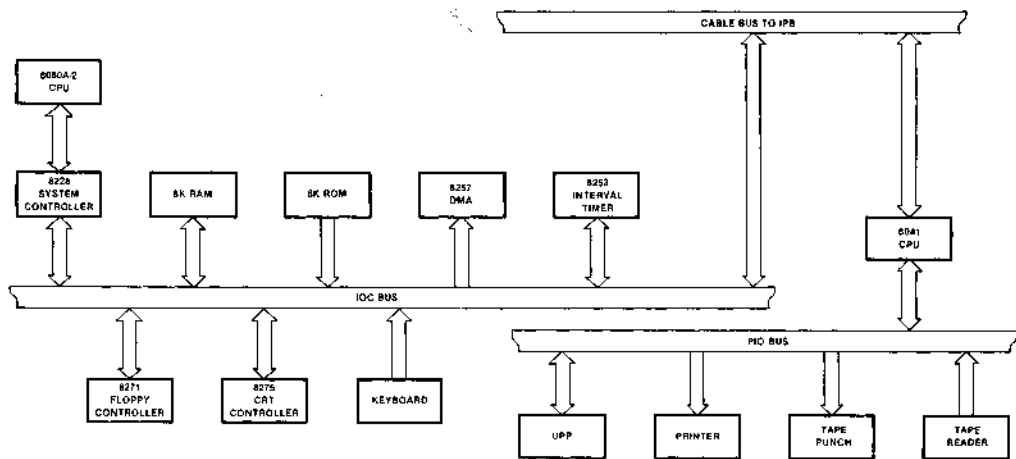 CABLE BUS TO IPB
8080A-2
CPU
8228
SYSTEM
CONTROLLER
8K RAM
8K ROM
8257
DMA
8253
INTERVAL
TIMER
8041
CPU
IOC BUS
PIO BUS
8271
FLOPPY
CONTROLLER
8275
CRT
CONTROLLER
KEYBOARD
UPP
PRINTER
TAPE
PUNCH
TAPE
READER